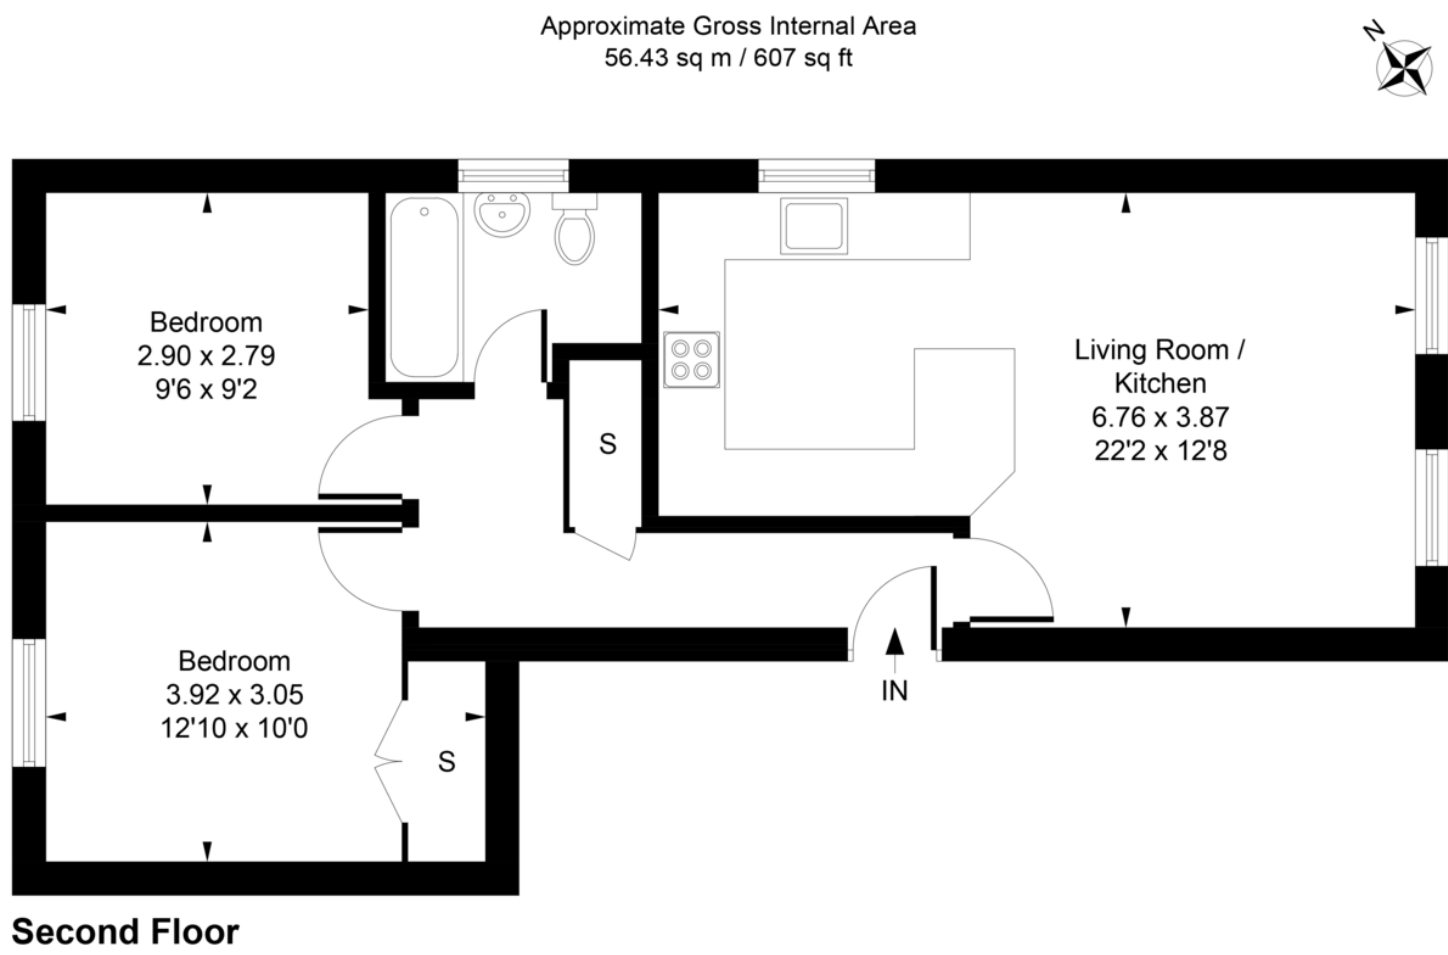 Approximate Gross Internal Area
56.43 sq m / 607 sq ft
N
Bedroom
2.90 x 2.79
9'6 x 9'2
Living Room /
Kitchen
6.76 x 3.87
22'2 x 12'8
S
Bedroom
3.92 x 3.05
12'10 x 10'0
IN
S
Second Floor